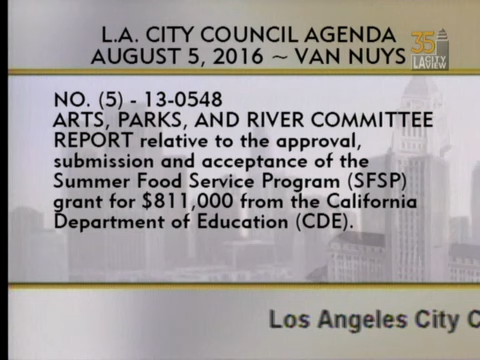 L.A. CITY COUNCIL AGENDA
AUGUST 5, 2016 ~ VAN NUYS
35
LA CITY
VIEW
NO. (5) - 13-0548
ARTS, PARKS, AND RIVER COMMITTEE
REPORT relative to the approval,
submission and acceptance of the
Summer Food Service Program (SFSP)
grant for $811,000 from the California
Department of Education (CDE).
Los Angeles City C